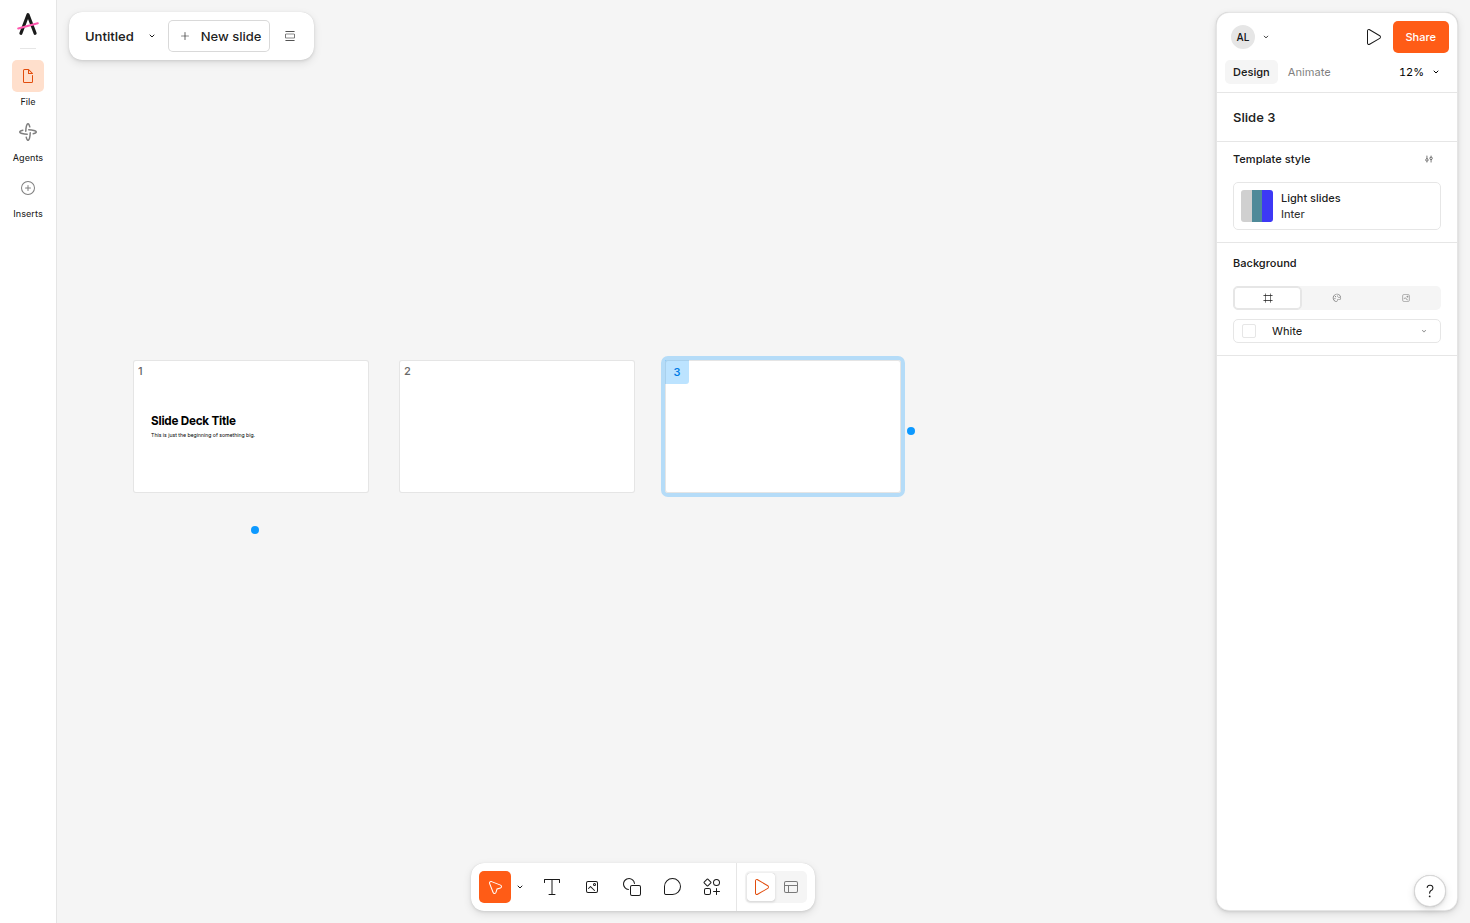 Untitled
New slide
File
Agents
Inserts
1
Slide Deck Title
This is just the beginning of something big.
2
3
AL
Share
Design
Animate
12%
Slide 3
Template style
Light slides
Inter
Background
White
?